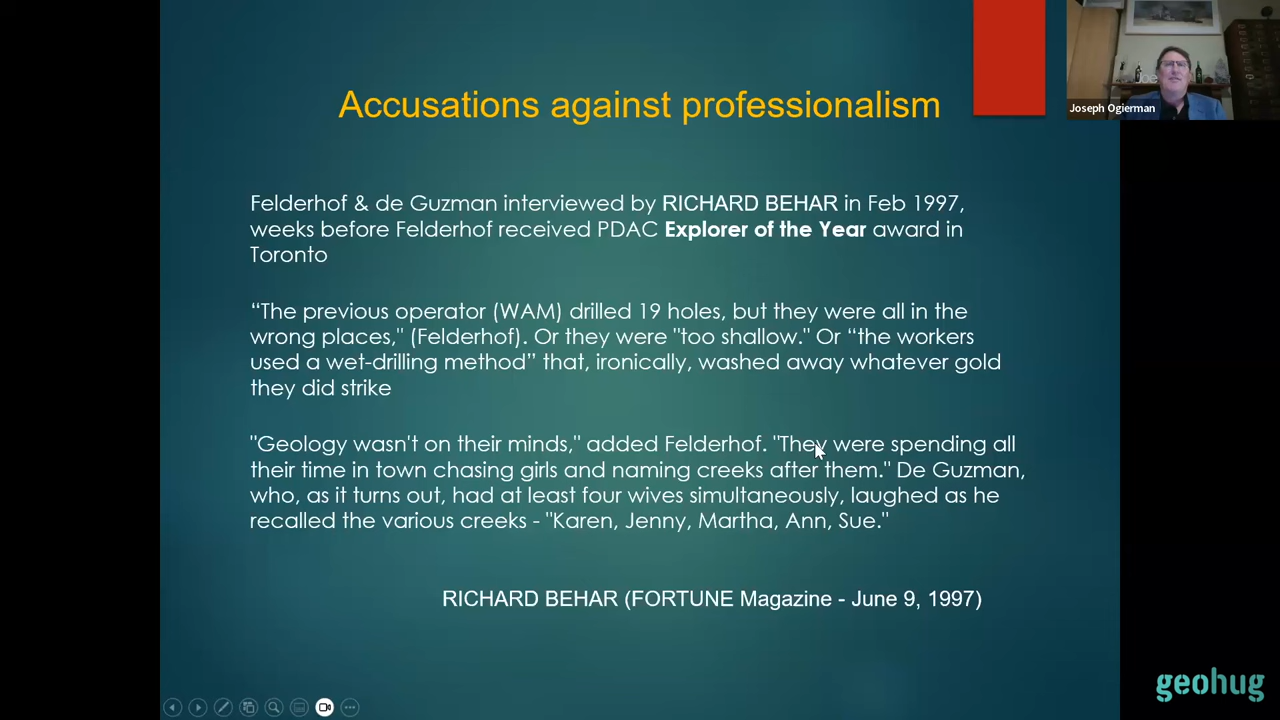 Accusations against professionalism
Joe
Joseph Ogierman
Felderhof & de Guzman interviewed by RICHARD BEHAR in Feb 1997,
weeks before Felderhof received PDAC Explorer of the Year award in
Toronto
“The previous operator (WAM) drilled 19 holes, but they were all in the
wrong places," (Felderhof). Or they were "too shallow." Or “the workers
used a wet-drilling method” that, ironically, washed away whatever gold
they did strike
"Geology wasn't on their minds," added Felderhof. "They were spending all
their time in town chasing girls and naming creeks after them." De Guzman,
who, as it turns out, had at least four wives simultaneously, laughed as he
recalled the various creeks - "Karen, Jenny, Martha, Ann, Sue."
RICHARD BEHAR (FORTUNE Magazine - June 9, 1997)
geohug